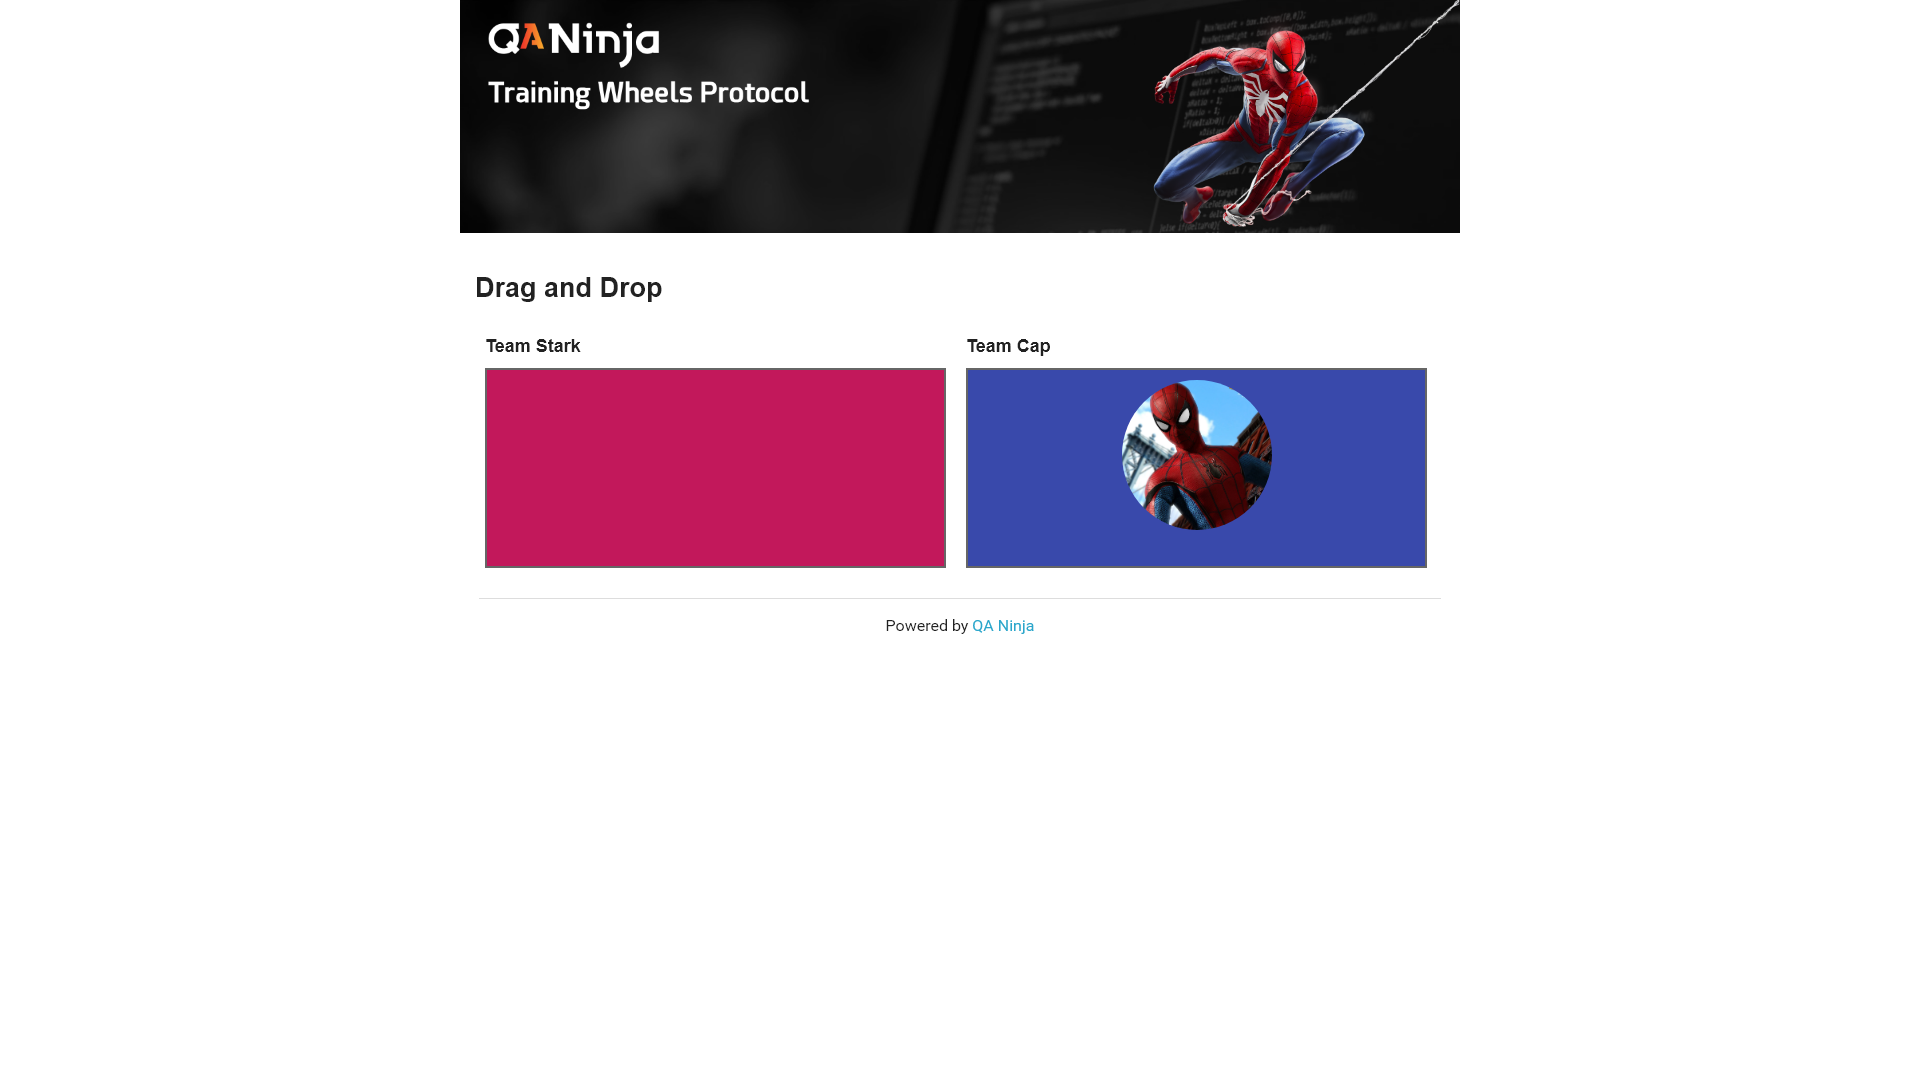 QA Ninja
Training Wheels Protocol
Drag and Drop
Team Stark
Team Cap
Powered by QA Ninja